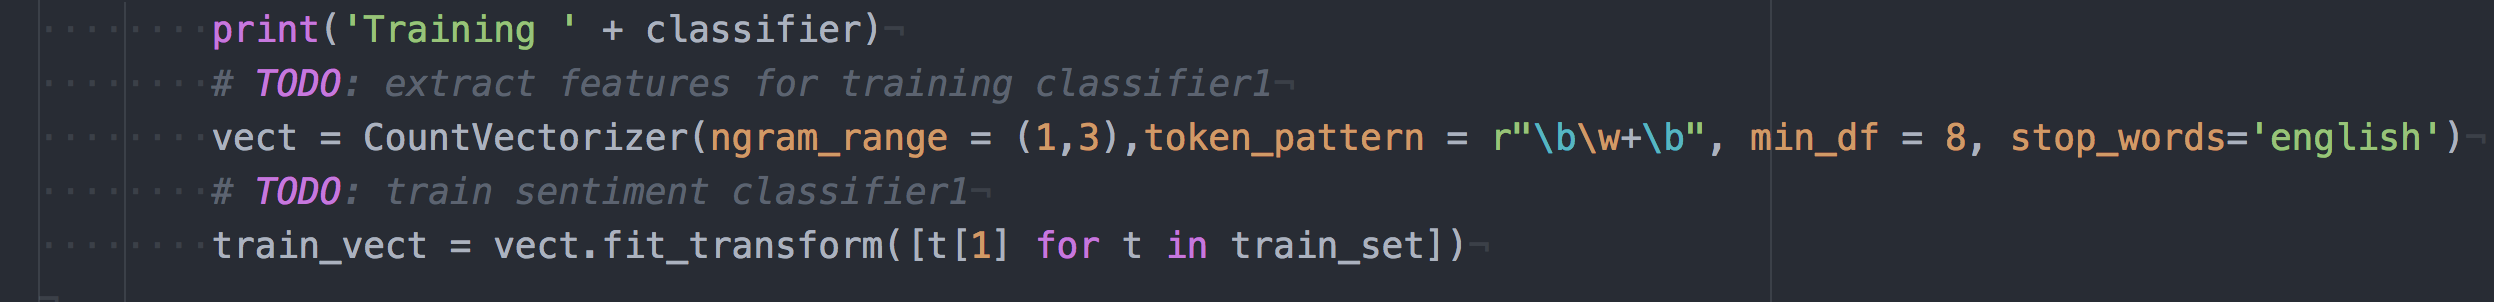 print('Training ' + classifier)
# TODO: extract features for training classifier1
vect = CountVectorizer(ngram_range = (1,3),token_pattern = r"\b\w+\b", min_df = 8, stop_words='english')
# TODO: train sentiment classifier1
train_vect = vect.fit_transform([t[1] for t in train_set])